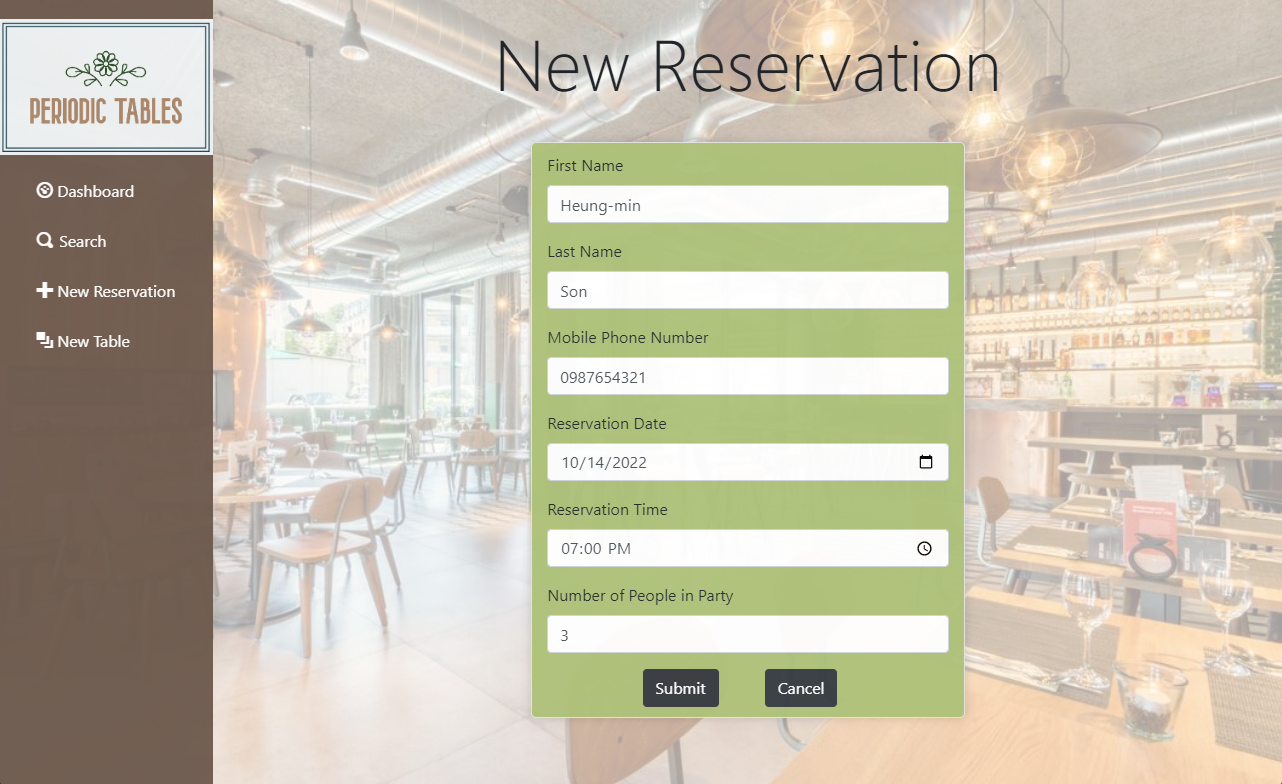 PERIODIC TABLES
Dashboard
Search
New Reservation
New Table
New Reservation
First Name
Heung-min
Last Name
Son
Mobile Phone Number
0987654321
Reservation Date
10/14/2022
Reservation Time
07:00 PM
Number of People in Party
3
Submit
Cancel